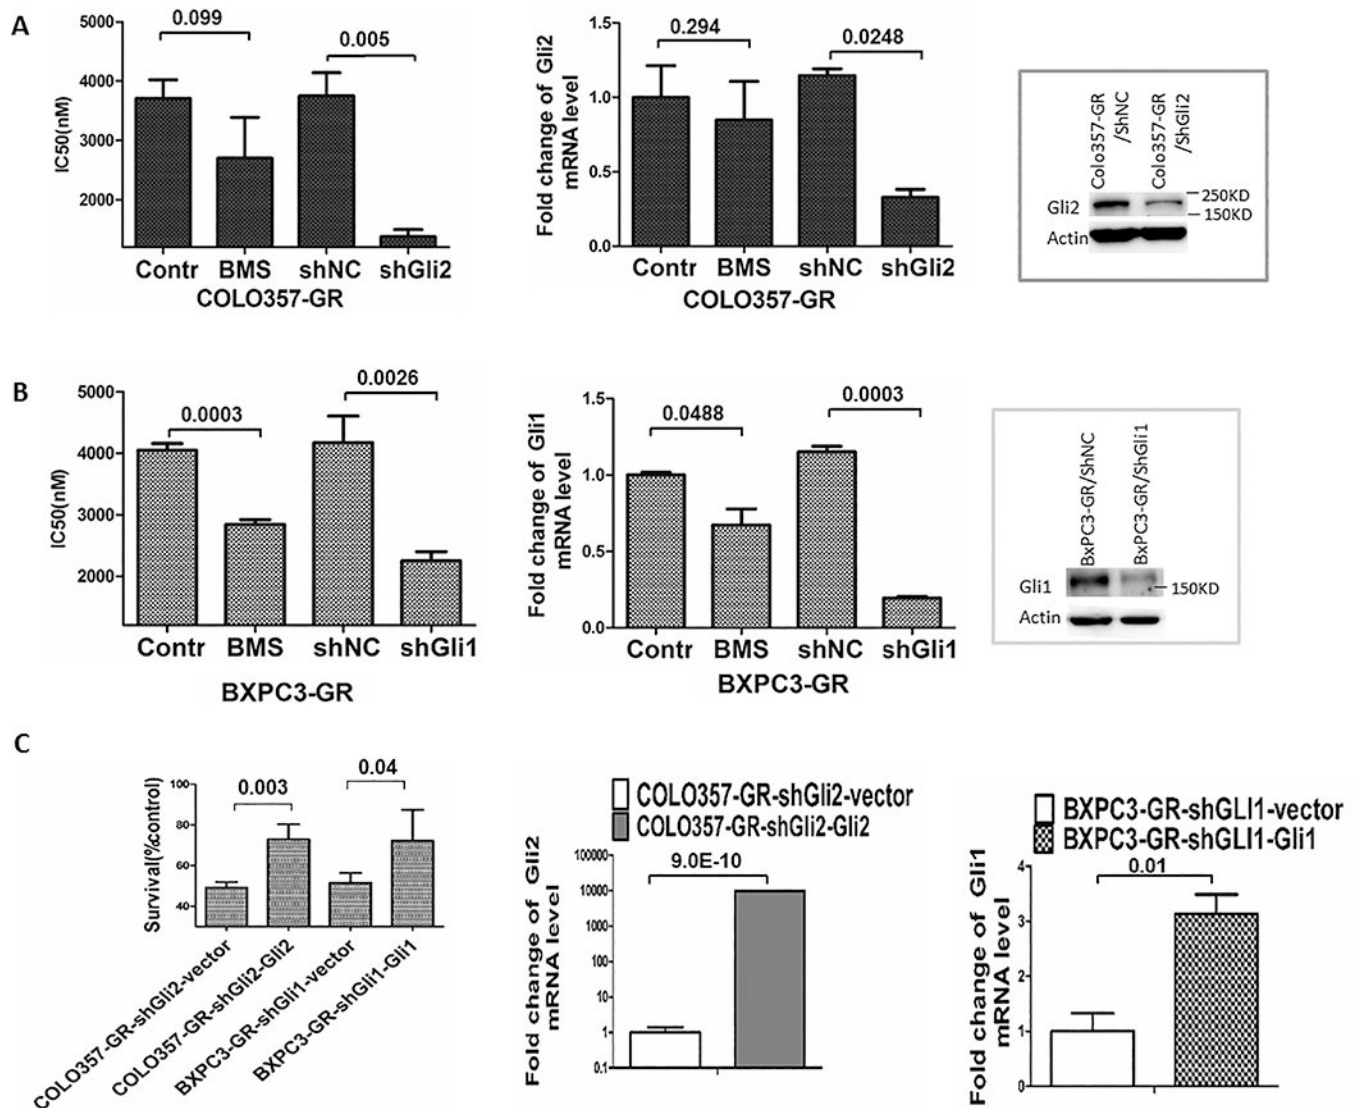 A
5000
4000
3000
2000
IC50(nM)
0.099
0.005
Contr BMS shNC shGli2
COLO357-GR
1.5
1.0
0.5
0.0
Fold change of Gli2
mRNA level
0.294
0.0248
Contr BMS shNC shGli2
COLO357-GR
Colo357-GR
/ShNC
Colo357-GR
/ShGli2
Gli2
250KD
150KD
Actin
B
5000
4000
3000
2000
IC50(nM)
0.0003
0.0026
Contr BMS shNC shGli1
BXPC3-GR
1.5
1.0
0.5
0.0
Fold change of Gli1
mRNA level
0.0488
0.0003
Contr BMS shNC shGli1
BXPC3-GR
BxPC3-GR/ShNC
BxPC3-GR/ShGli1
Gli1
150KD
Actin
C
100
80
60
40
Survival(%control)
0.003
0.04
COLO357-GR-shGli2-vector
COLO357-GR-shGli2-Gli2
BXPC3-GR-shGli1-vector
BXPC3-GR-shGli1-Gli1
COLO357-GR-shGli2-vector
COLO357-GR-shGli2-Gli2
100000
10000
1000
100
10
1
0.1
Fold change of Gli2
mRNA level
9.0E-10
BXPC3-GR-shGLI1-vector
BXPC3-GR-shGLI1-Gli1
4
3
2
1
0
Fold change of Gli1
mRNA level
0.01